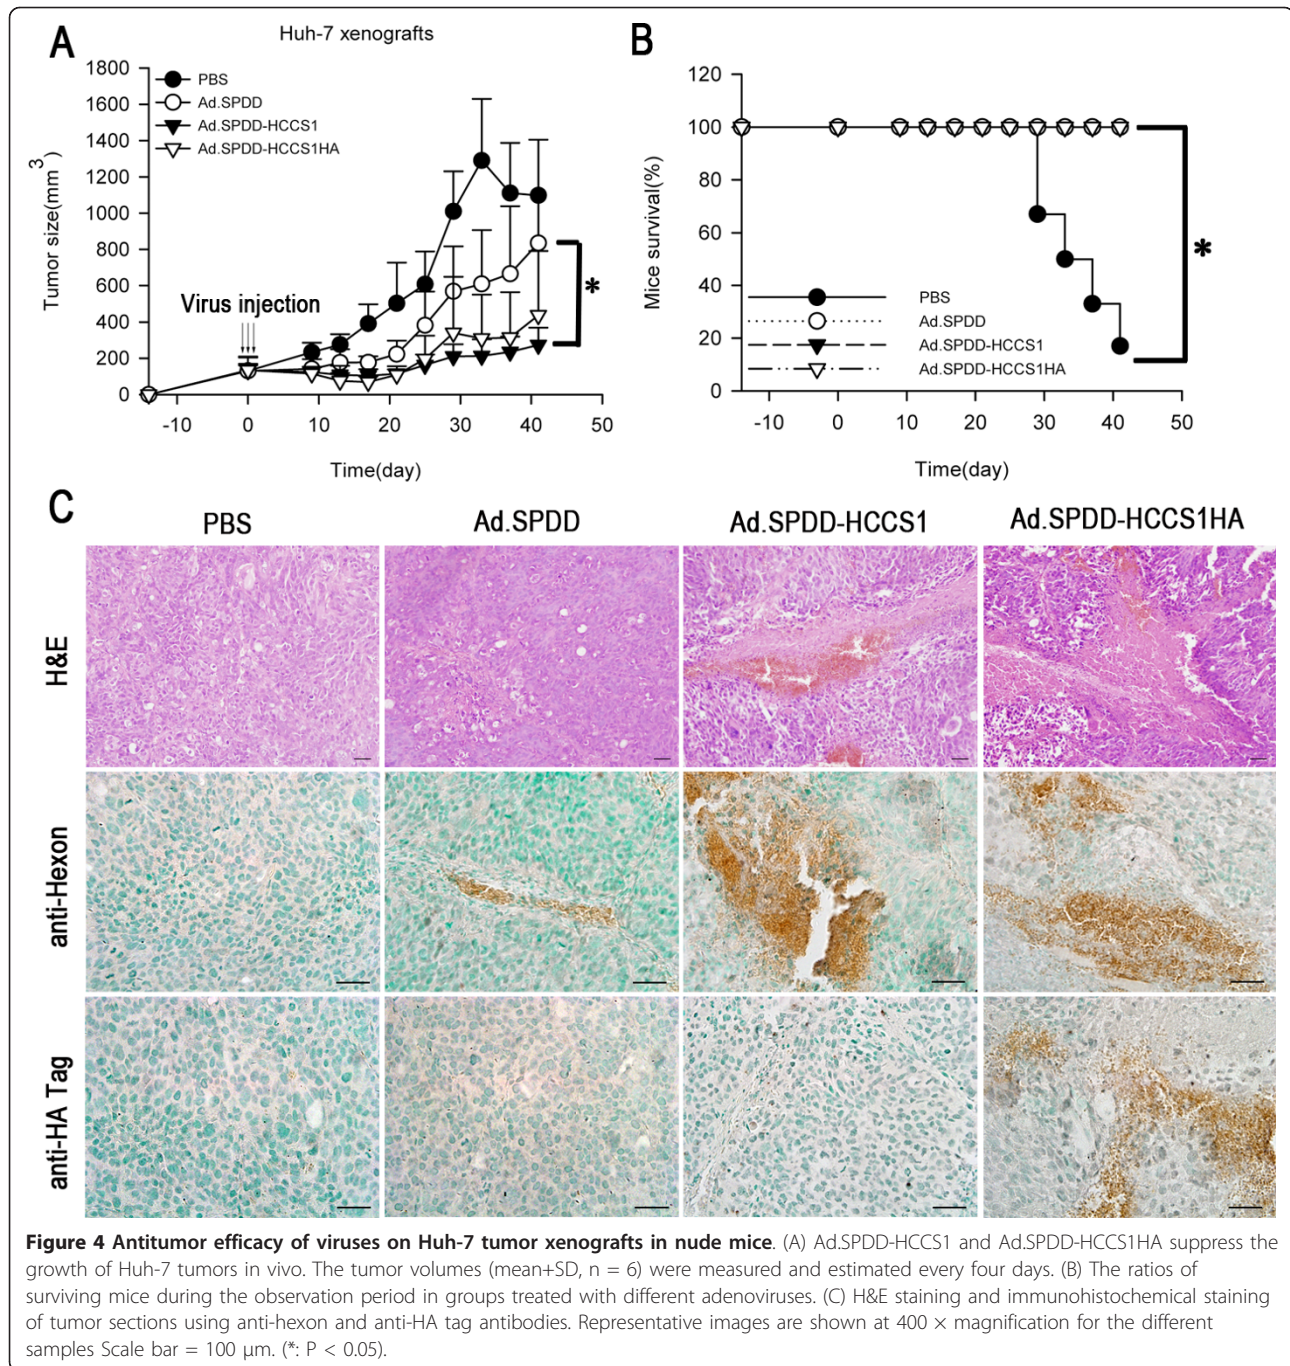 A
Huh-7 xenografts
1800
1600
1400
1200
1000
800
600
400
200
0
Tumor size(mm3)
PBS
Ad.SPDD
Ad.SPDD-HCCS1
Ad.SPDD-HCCS1HA
Virus injection
*
-10 0 10 20 30 40 50
Time(day)
B
120
100
80
60
40
20
0
Mice survival(%)
PBS
Ad.SPDD
Ad.SPDD-HCCS1
Ad.SPDD-HCCS1HA
*
-10 0 10 20 30 40 50
Time(day)
C
PBS Ad.SPDD Ad.SPDD-HCCS1 Ad.SPDD-HCCS1HA
H&E
anti-Hexon
anti-HA Tag
Figure 4 Antitumor efficacy of viruses on Huh-7 tumor xenografts in nude mice. (A) Ad.SPDD-HCCS1 and Ad.SPDD-HCCS1HA suppress the
growth of Huh-7 tumors in vivo. The tumor volumes (mean+SD, n = 6) were measured and estimated every four days. (B) The ratios of
surviving mice during the observation period in groups treated with different adenoviruses. (C) H&E staining and immunohistochemical staining
of tumor sections using anti-hexon and anti-HA tag antibodies. Representative images are shown at 400 × magnification for the different
samples Scale bar = 100 μm. (*: P < 0.05).